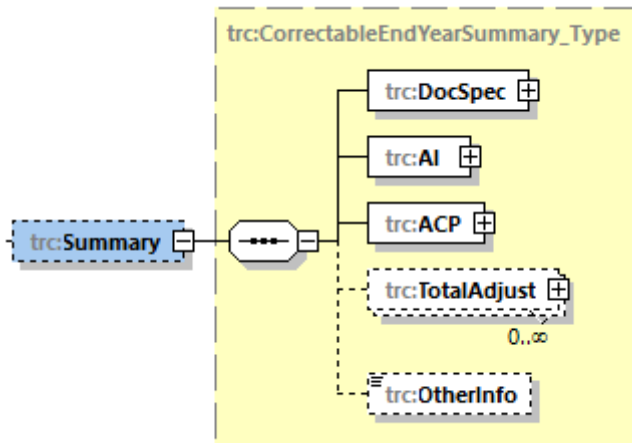 trc:CorrectableEndYearSummary_Type
trc:DocSpec
trc:AI
trc:ACP
trc:Summary
trc:TotalAdjust
0..∞
trc:OtherInfo